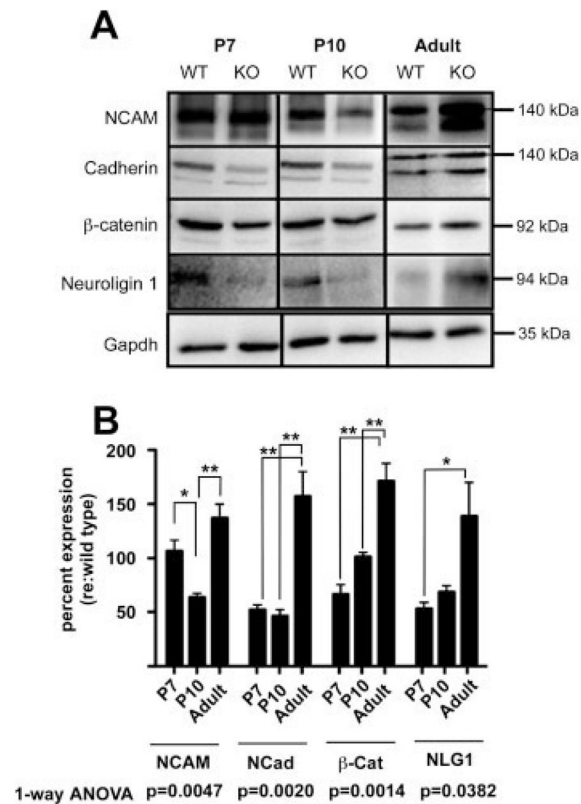 A
P7 P10 Adult
WT KO WT KO WT KO
NCAM 140 kDa
Cadherin 140 kDa
β-catenin 92 kDa
Neuroligin 1 94 kDa
Gapdh 35 kDa
B
percent expression
(re:wild type)
200
150
100
50
* ** ** ** ** ** *
P7 P10 Adult P7 P10 Adult P7 P10 Adult P7 P10 Adult
NCAM NCad β-Cat NLG1
1-way ANOVA p=0.0047 p=0.0020 p=0.0014 p=0.0382